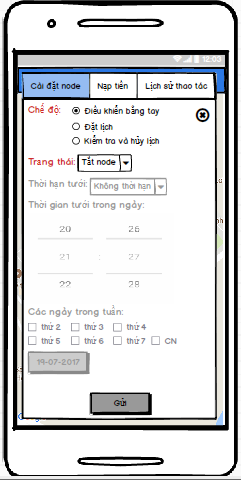 12:03
Cài đặt node Nạp tiền Lịch sử thao tác
Chế độ: Điều khiển bằng tay
Đặt lịch
Kiểm tra và hủy lịch
Trạng thái: Tắt node
Thời hạn tưới: Không thời hạn
Thời gian tưới trong ngày:
20 26
21 : 27
22 28
Các ngày trong tuần:
thứ 2 thứ 3 thứ 4
thứ 5 thứ 6 thứ 7 CN
19-07-2017
Gửi